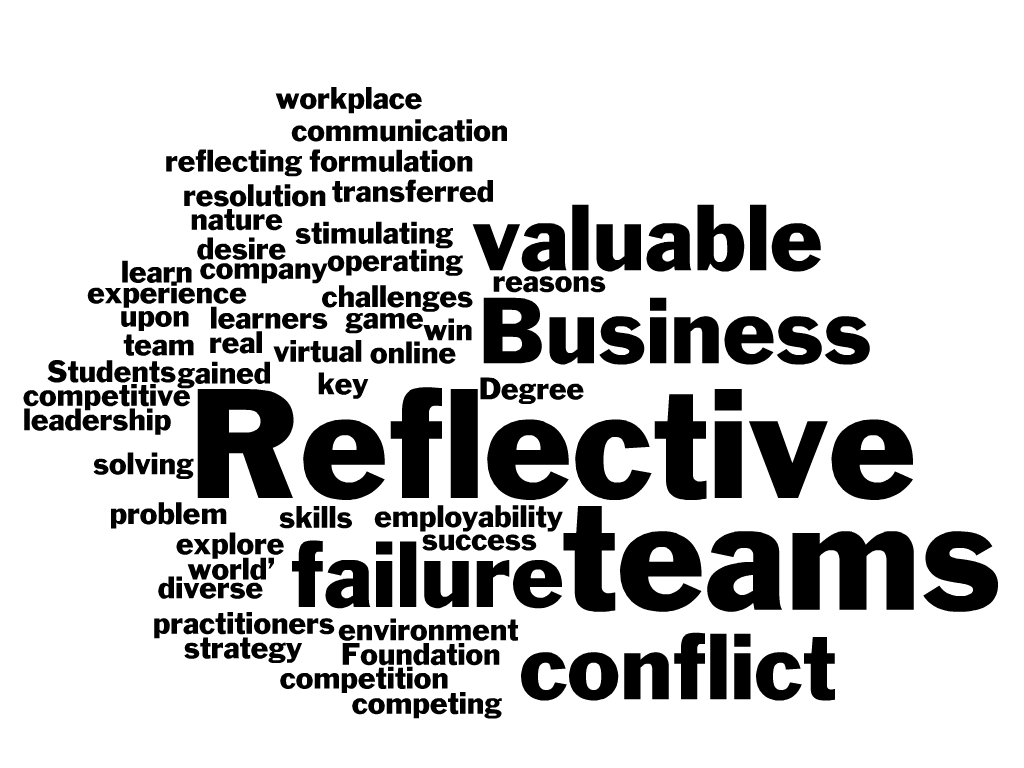 workplace
communication
reflecting formulation
resolution transferred
nature stimulating valuable
desire
learn company operating
experience challenges reasons
upon learners game win Business
team real virtual online
Students gained key Degree
competitive
leadership Reflective
solving
problem skills employability
explore success teams
world’ failure
diverse
practitioners environment
strategy Foundation conflict
competition
competing